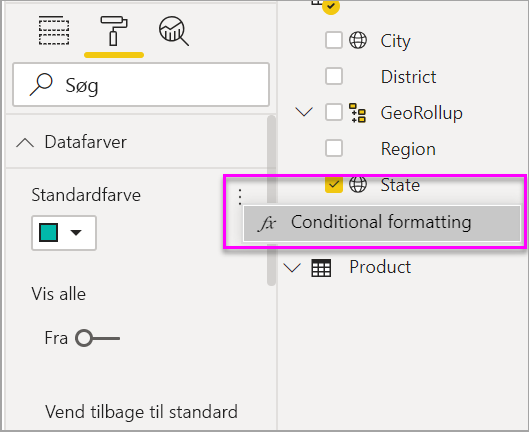 Søg
Datafarver
Standardfarve
Vis alle
Fra
Vend tilbage til standard
City
District
GeoRollup
Region
State
fx Conditional formatting
Product